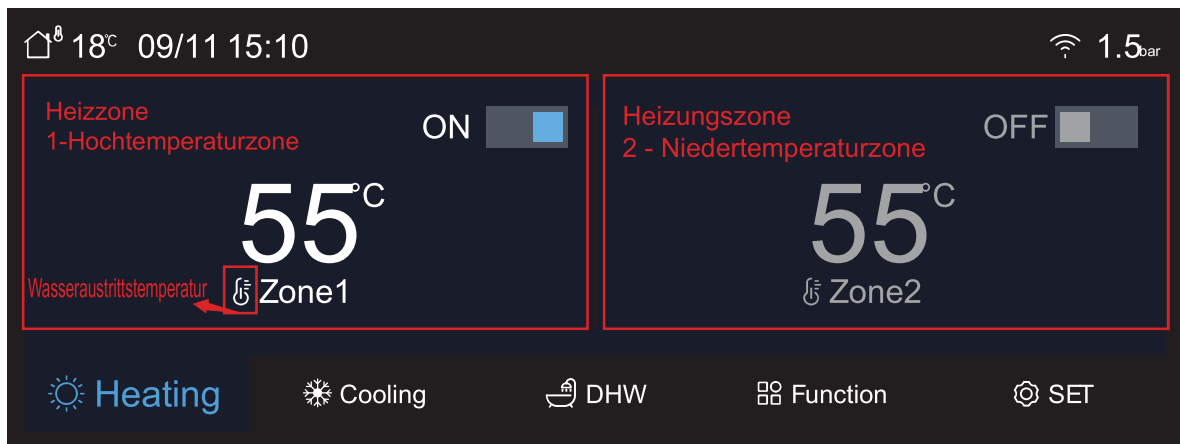 18℃ 09/11 15:10
1.5bar
Heizzone
1-Hochtemperaturzone
ON
55°C
Wasseraustrittstemperatur
Zone1
Heizungszone
2 - Niedertemperaturzone
OFF
55°C
Zone2
Heating
Cooling
DHW
Function
SET